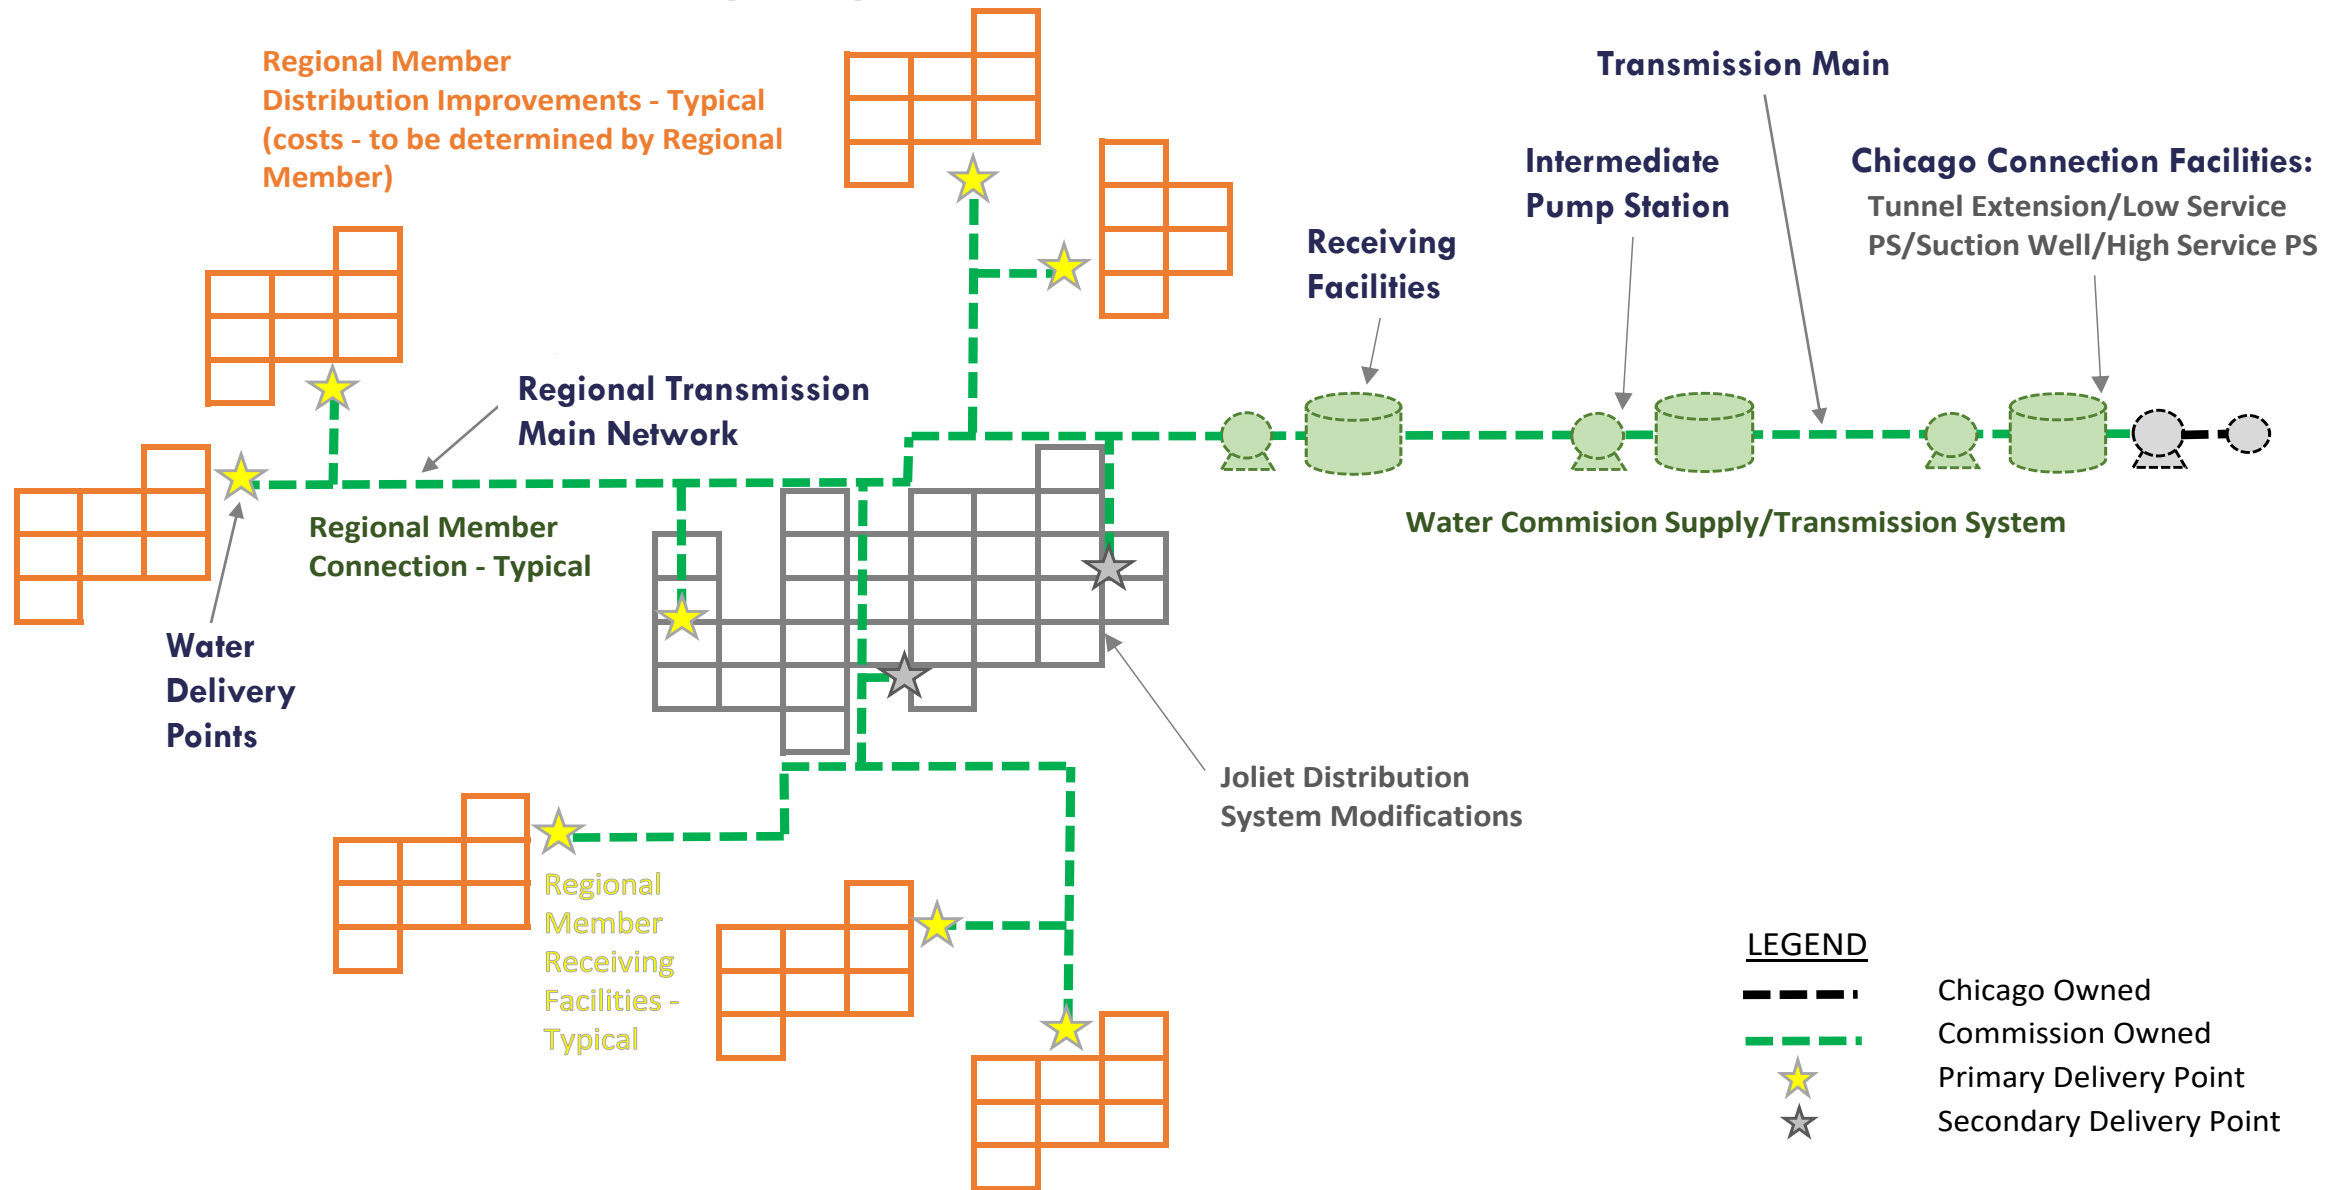 Regional Member
Distribution Improvements - Typical
(costs - to be determined by Regional
Member)
Transmission Main
Intermediate
Pump Station
Chicago Connection Facilities:
Tunnel Extension/Low Service
PS/Suction Well/High Service PS
Receiving
Facilities
Regional Transmission
Main Network
Regional Member
Connection - Typical
Water Commision Supply/Transmission System
Water
Delivery
Points
Joliet Distribution
System Modifications
Regional
Member
Receiving
Facilities -
Typical
LEGEND
Chicago Owned
Commission Owned
Primary Delivery Point
Secondary Delivery Point